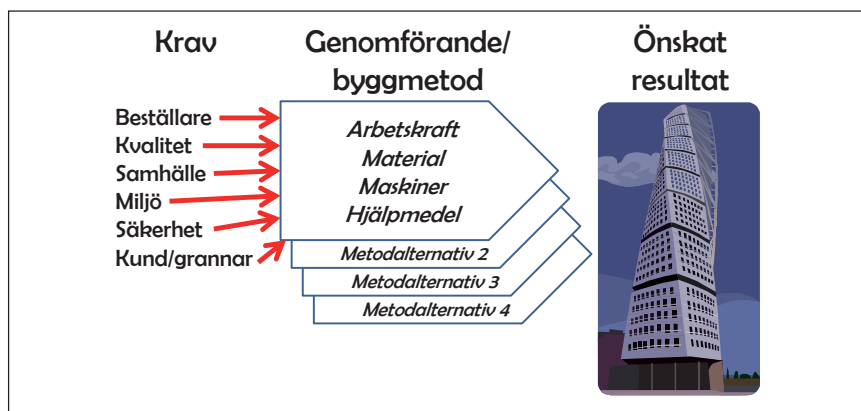 Krav
Genomförande/
byggmetod
Önskat
resultat
Beställare
Kvalitet
Samhälle
Miljö
Säkerhet
Kund/grannar
Arbetskraft
Material
Maskiner
Hjälpmedel
Metodalternativ 2
Metodalternativ 3
Metodalternativ 4